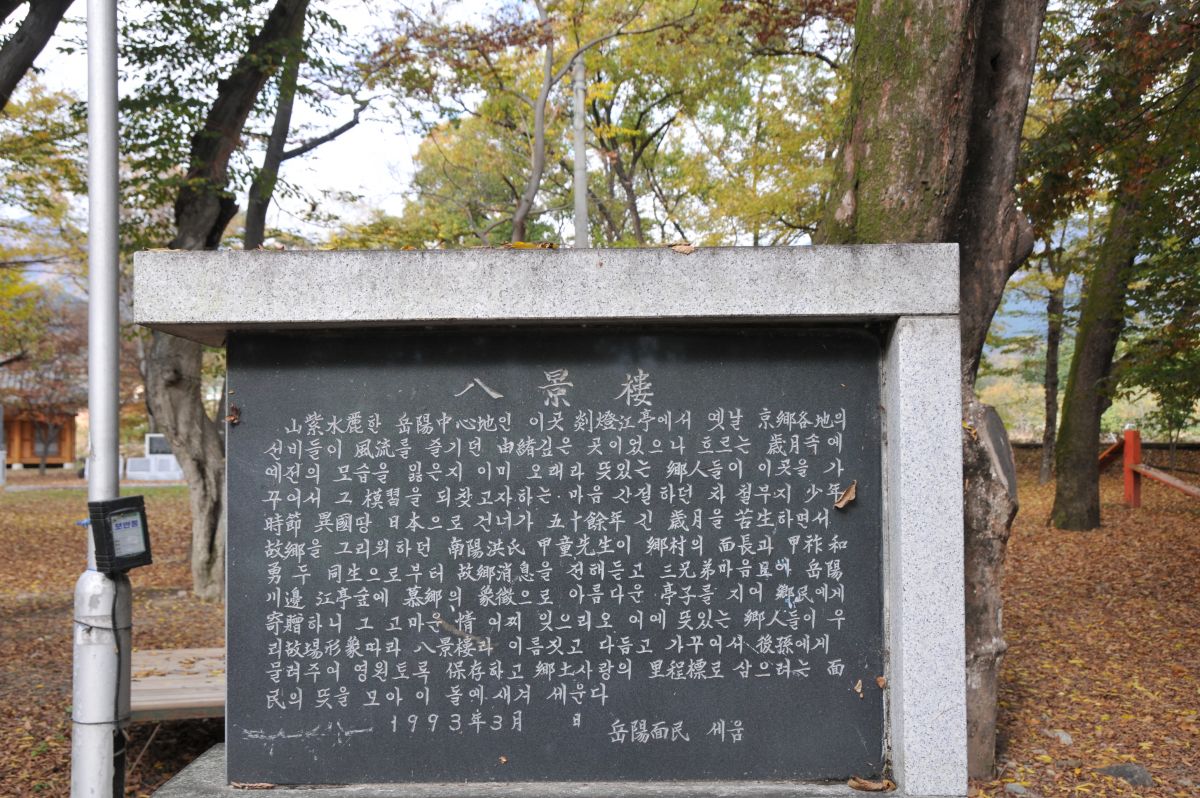 八景樓
山紫水麗한 岳陽中心地인 이곳 剡燈江亭에서 옛날 京鄕各地의
선비들이 風流를 즐기던 由緖깊은 곳이었으나 흐르는 歲月속에
예전의 모습을 잃은지 이미 오래라 뜻있는 鄕人들이 이곳을 가
꾸어서 그 模習을 되찾고자하는 마음 간절하던 차 철부지 少年
時節 異國땅 日本으로 건너가 五十餘年 긴 歲月을 苦生하면서
故鄕을 그리워하던 南陽洪氏 甲童先生이 鄕村의 面長과 甲祚和
勇두 同生으로부터 故鄕消息을 전해듣고 三兄弟마음모아 岳陽
川邊 江亭숲에 慕鄕의 象徵으로 아름다운 亭子를 지어 鄕民에게
寄贈하니 그 고마운 情 어찌 잊으리오 이에 뜻있는 鄕人들이 우
리故場形象따라 八景樓라 이름짓고 다듬고 가꾸어서 後孫에게
물려주어 영원토록 保存하고 鄕土사랑의 里程標로 삼으려는 面
民의 뜻을 모아 이 돌에새겨 세운다
1993年3月 日
岳陽面民 세움
보안등